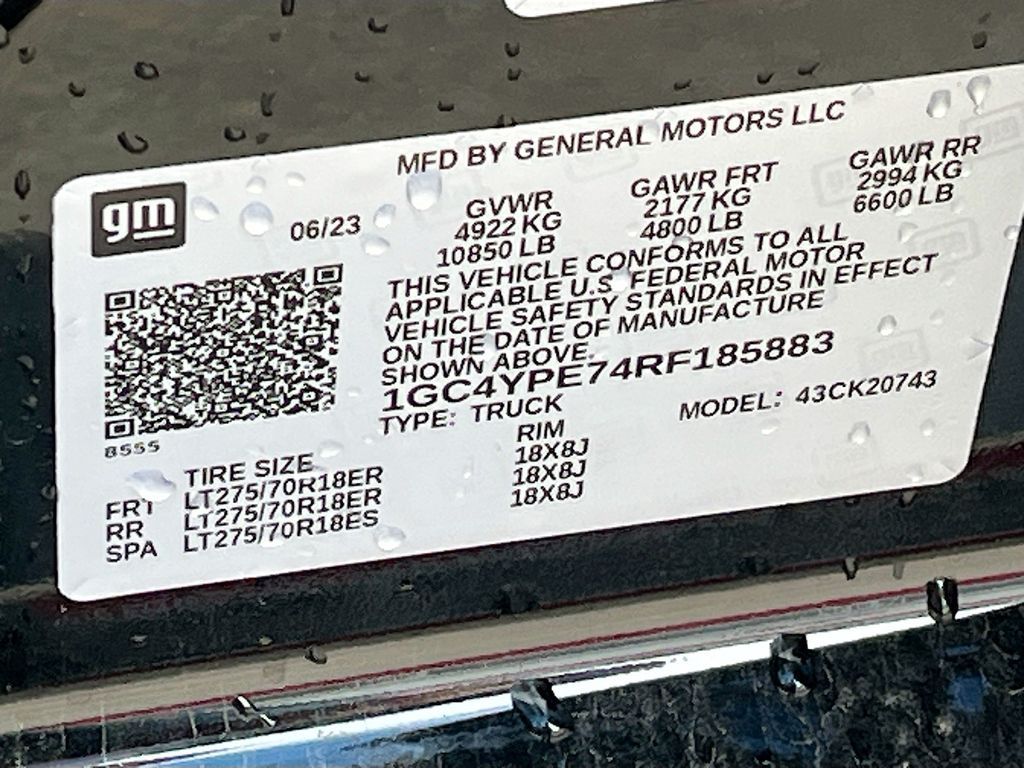 MFD BY GENERAL MOTORS LLC
gm
06/23
GVWR
4922 KG
10850 LB
GAWR FRT
2177 KG
4800 LB
GAWR RR
2994 KG
6600 LB
THIS VEHICLE CONFORMS TO ALL
APPLICABLE U.S. FEDERAL MOTOR
VEHICLE SAFETY STANDARDS IN EFFECT
ON THE DATE OF MANUFACTURE
SHOWN ABOVE.
1GC4YPE74RF185883
TYPE: TRUCK
MODEL: 43CK20743
8555
TIRE SIZE RIM
FRT LT275/70R18ER 18X8J
RR LT275/70R18ER 18X8J
SPA LT275/70R18ES 18X8J